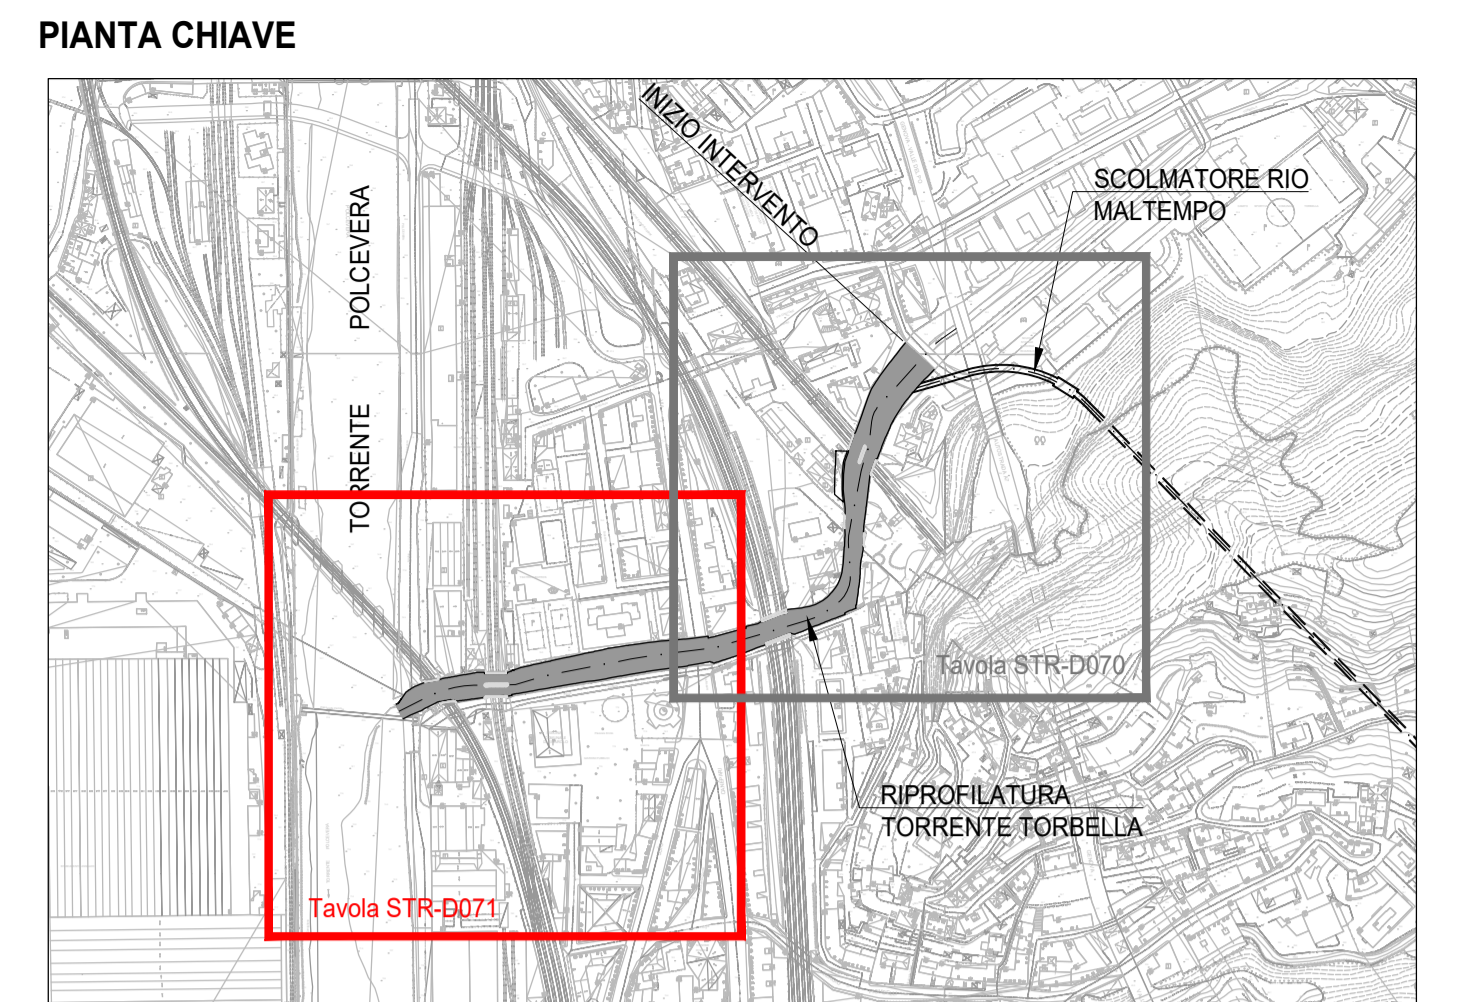 PIANTA CHIAVE
INIZIO INTERVENTO
SCOLMATORE RIO
MALTEMPO
TORRENTE POLCEVERA
Tavola STR-D070
RIPROFILATURA
TORRENTE TORBELLA
Tavola STR-D071